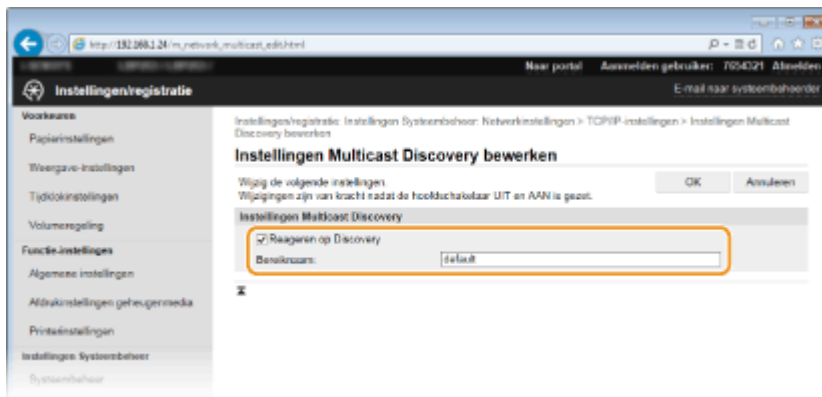 http://192.168.1.24/m_network_multicast_edit.html
Naar portal Aanmelden gebruiker: 7654321 Afmelden
Instellingen/registratie
E-mail naar systeembeheerder
Voorkeuren
Papierinstellingen
Weergave-instellingen
Tijdklokinstellingen
Volumeregeling
Functie-instellingen
Algemene instellingen
Afdrukinstellingen geheugenmedia
Printerinstellingen
Instellingen Systeembeheer
Systeembeheer
Instellingen/registratie: Instellingen Systeembeheer: Netwerkinstellingen > TCP/IP-instellingen > Instellingen Multicast
Discovery bewerken
Instellingen Multicast Discovery bewerken
Wijzig de volgende instellingen.
Wijzigingen zijn van kracht nadat de hoofdschakelaar UIT en AAN is gezet.
OK Annuleren
Instellingen Multicast Discovery
Reageren op Discovery
Bereiknaam: default